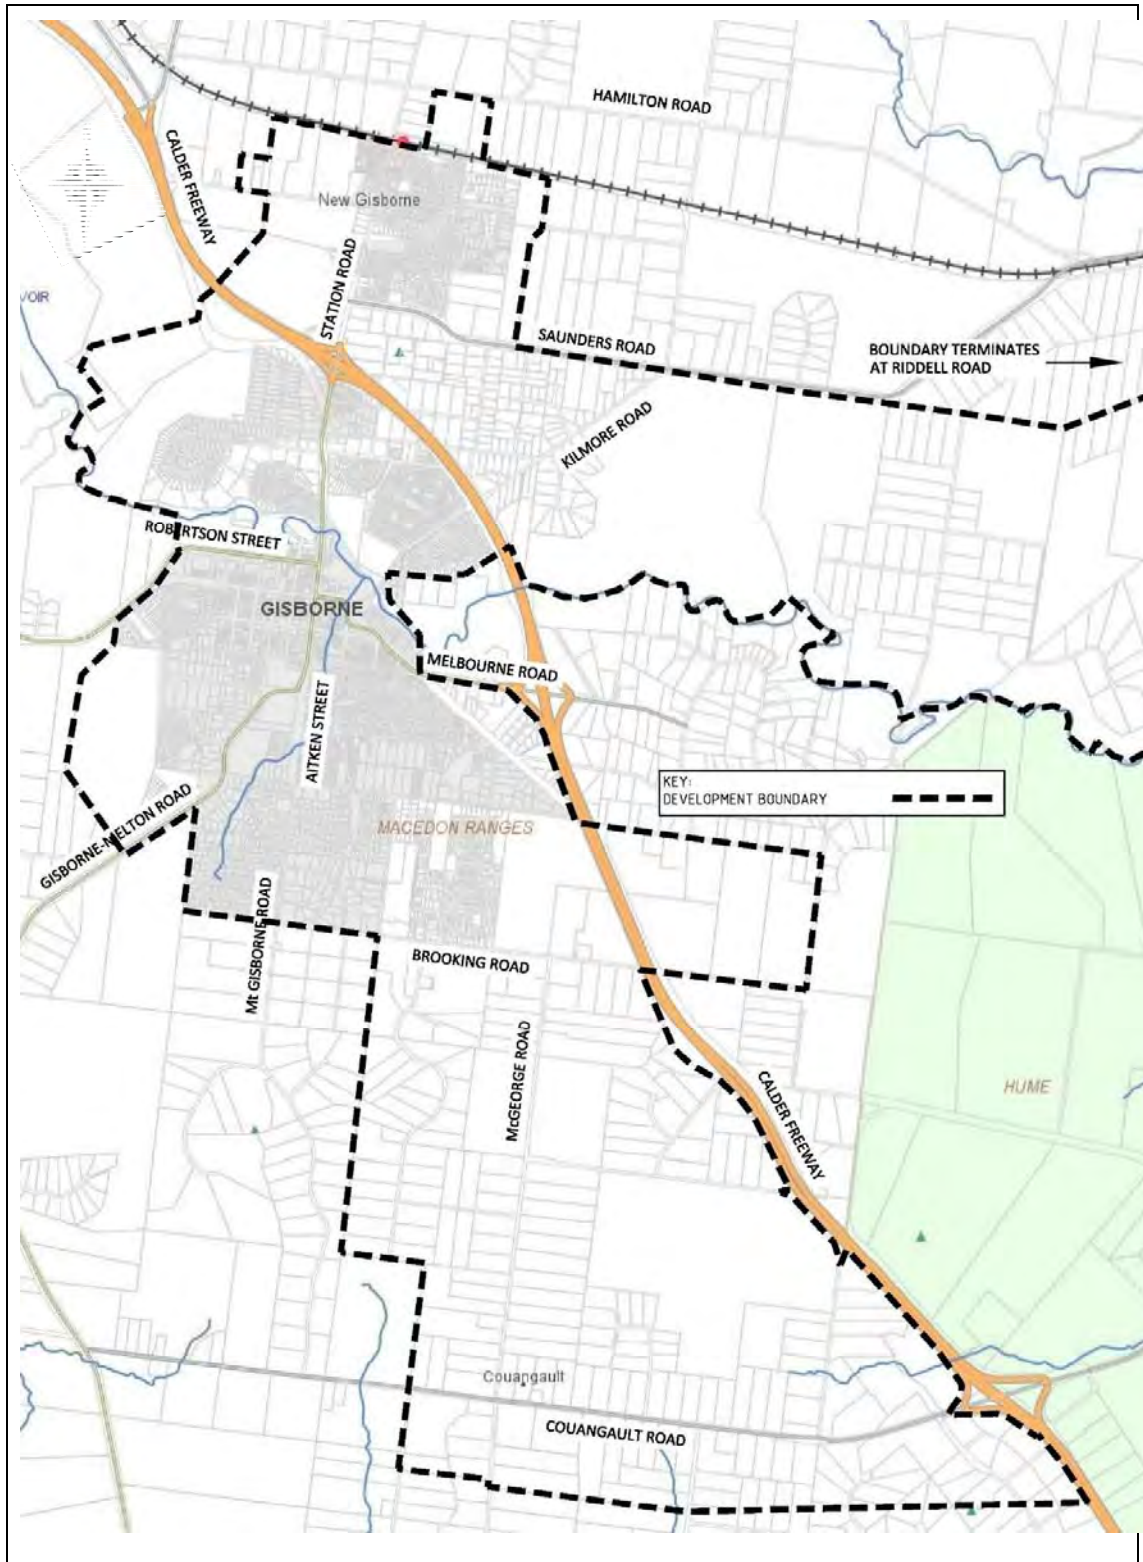 HAMILTON ROAD
CALDER FREEWAY
New Gisborne
STATION ROAD
VOIR
SAUNDERS ROAD
BOUNDARY TERMINATES
AT RIDDELL ROAD
KILMORE ROAD
ROBERTSON STREET
GISBORNE
MELBOURNE ROAD
AITKEN STREET
KEY:
DEVELOPMENT BOUNDARY
GISBORNE-MELTON ROAD
MACEDON RANGES
Mt GISBORNE ROAD
BROOKING ROAD
McGEORGE ROAD
CALDER FREEWAY
HUME
Couangault
COUANGAULT ROAD